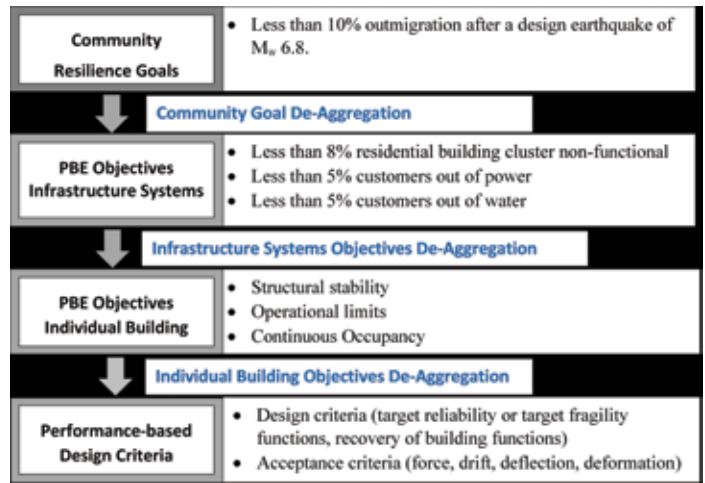 Community
Resilience Goals
• Less than 10% outmigration after a design earthquake of
Mw 6.8.
Community Goal De-Aggregation
PBE Objectives
Infrastructure Systems
• Less than 8% residential building cluster non-functional
• Less than 5% customers out of power
• Less than 5% customers out of water
Infrastructure Systems Objectives De-Aggregation
PBE Objectives
Individual Building
• Structural stability
• Operational limits
• Continuous Occupancy
Individual Building Objectives De-Aggregation
Performance-based
Design Criteria
• Design criteria (target reliability or target fragility
functions, recovery of building functions)
• Acceptance criteria (force, drift, deflection, deformation)